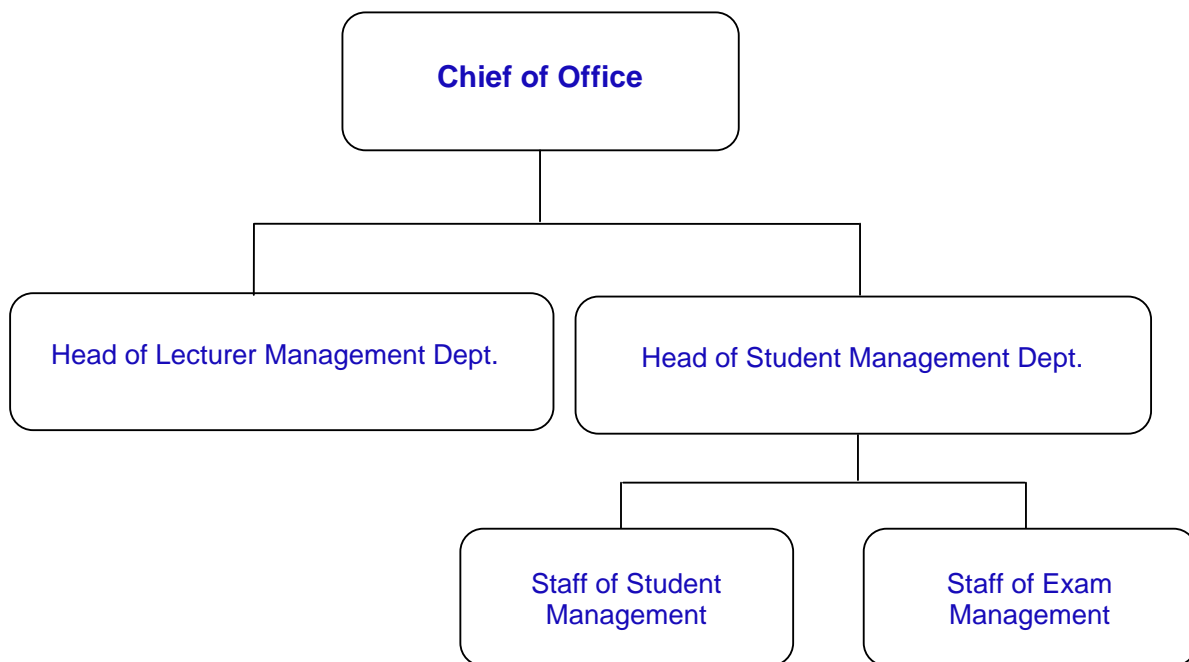 Chief of Office
Head of Lecturer Management Dept.
Head of Student Management Dept.
Staff of Student
Management
Staff of Exam
Management